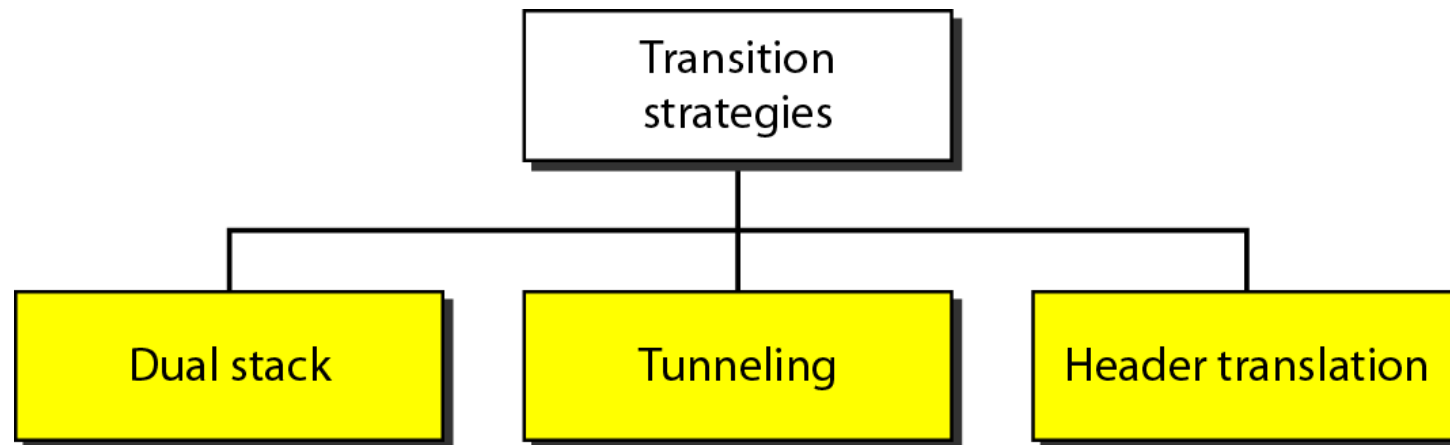 Transition
strategies
Dual stack
Tunneling
Header translation